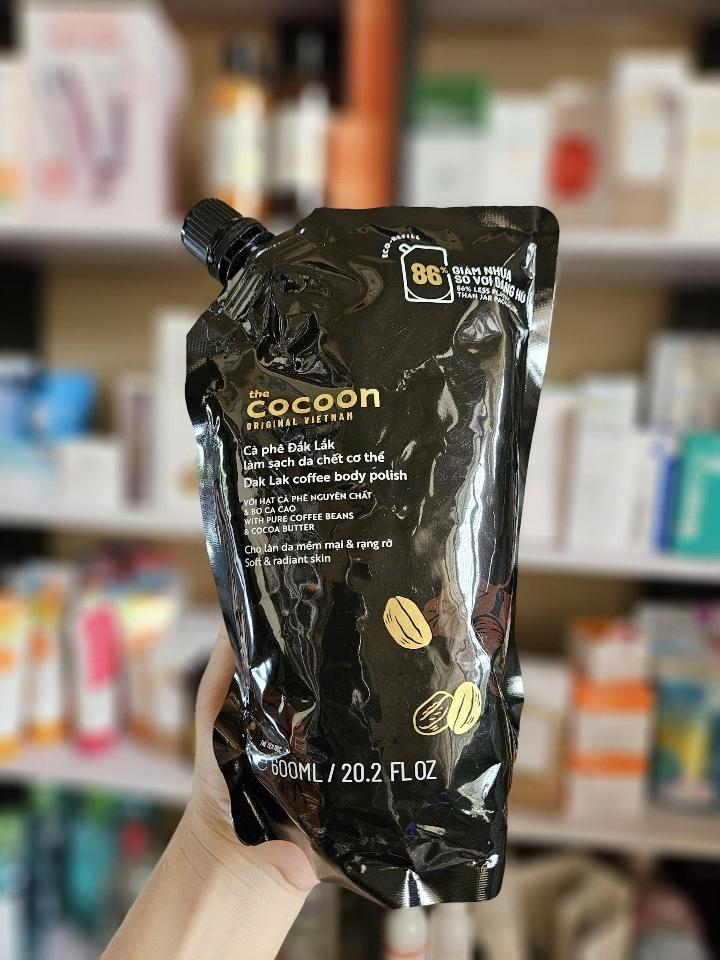 ECO-REFILL
86%
GIẢM NHỰA
SO VỚI DẠNG HŨ
86% LESS
THAN JAR
the
cocoon
ORIGINAL VIETNAM
Cà phê Đắk Lắk
làm sạch da chết cơ thể
Dak Lak coffee body polish
VỚI HẠT CÀ PHÊ NGUYÊN CHẤT
& BƠ CA CAO
WITH PURE COFFEE BEANS
& COCOA BUTTER
Cho làn da mềm mại & rạng rỡ
Soft & radiant skin
600ML / 20.2 FL OZ